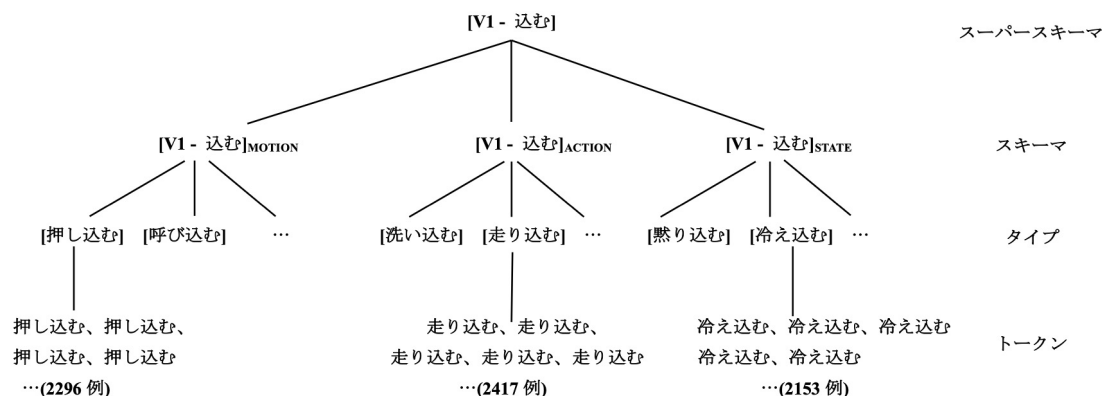 [V1 - 込む]
スーパースキーマ
[V1 - 込む]MOTION [V1 - 込む]ACTION [V1 - 込む]STATE スキーマ
[押し込む] [呼び込む] … [洗い込む] [走り込む] … [黙り込む] [冷え込む] … タイプ
押し込む、押し込む、 走り込む、走り込む、 冷え込む、冷え込む、冷え込む
トークン
押し込む、押し込む 走り込む、走り込む、走り込む 冷え込む、冷え込む
…(2296 例) …(2417 例) …(2153 例)